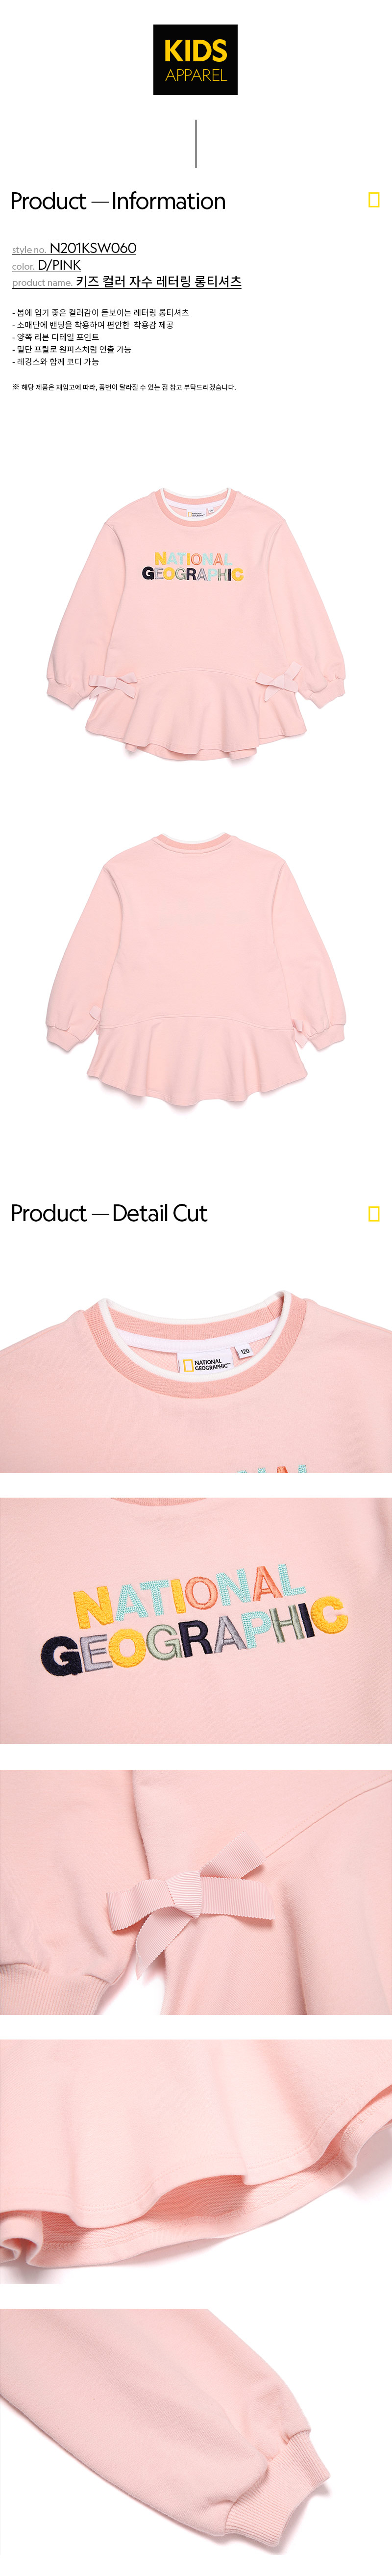 KIDS
APPAREL
Product — Information
style no. N201KSW060
color. D/PINK
product name. 키즈 컬러 자수 레터링 롱티셔츠
- 봄에 입기 좋은 컬러감이 돋보이는 레터링 롱티셔츠
- 소매단에 밴딩을 착용하여 편안한 착용감 제공
- 양쪽 리본 디테일 포인트
- 밑단 프릴로 원피스처럼 연출 가능
- 레깅스와 함께 코디 가능
※ 해당 제품은 재입고에 따라, 품번이 달라질 수 있는 점 참고 부탁드리겠습니다.
NATIONAL
GEOGRAPHIC
Product — Detail Cut
NATIONAL
GEOGRAPHIC
120
NATIONAL
GEOGRAPHIC